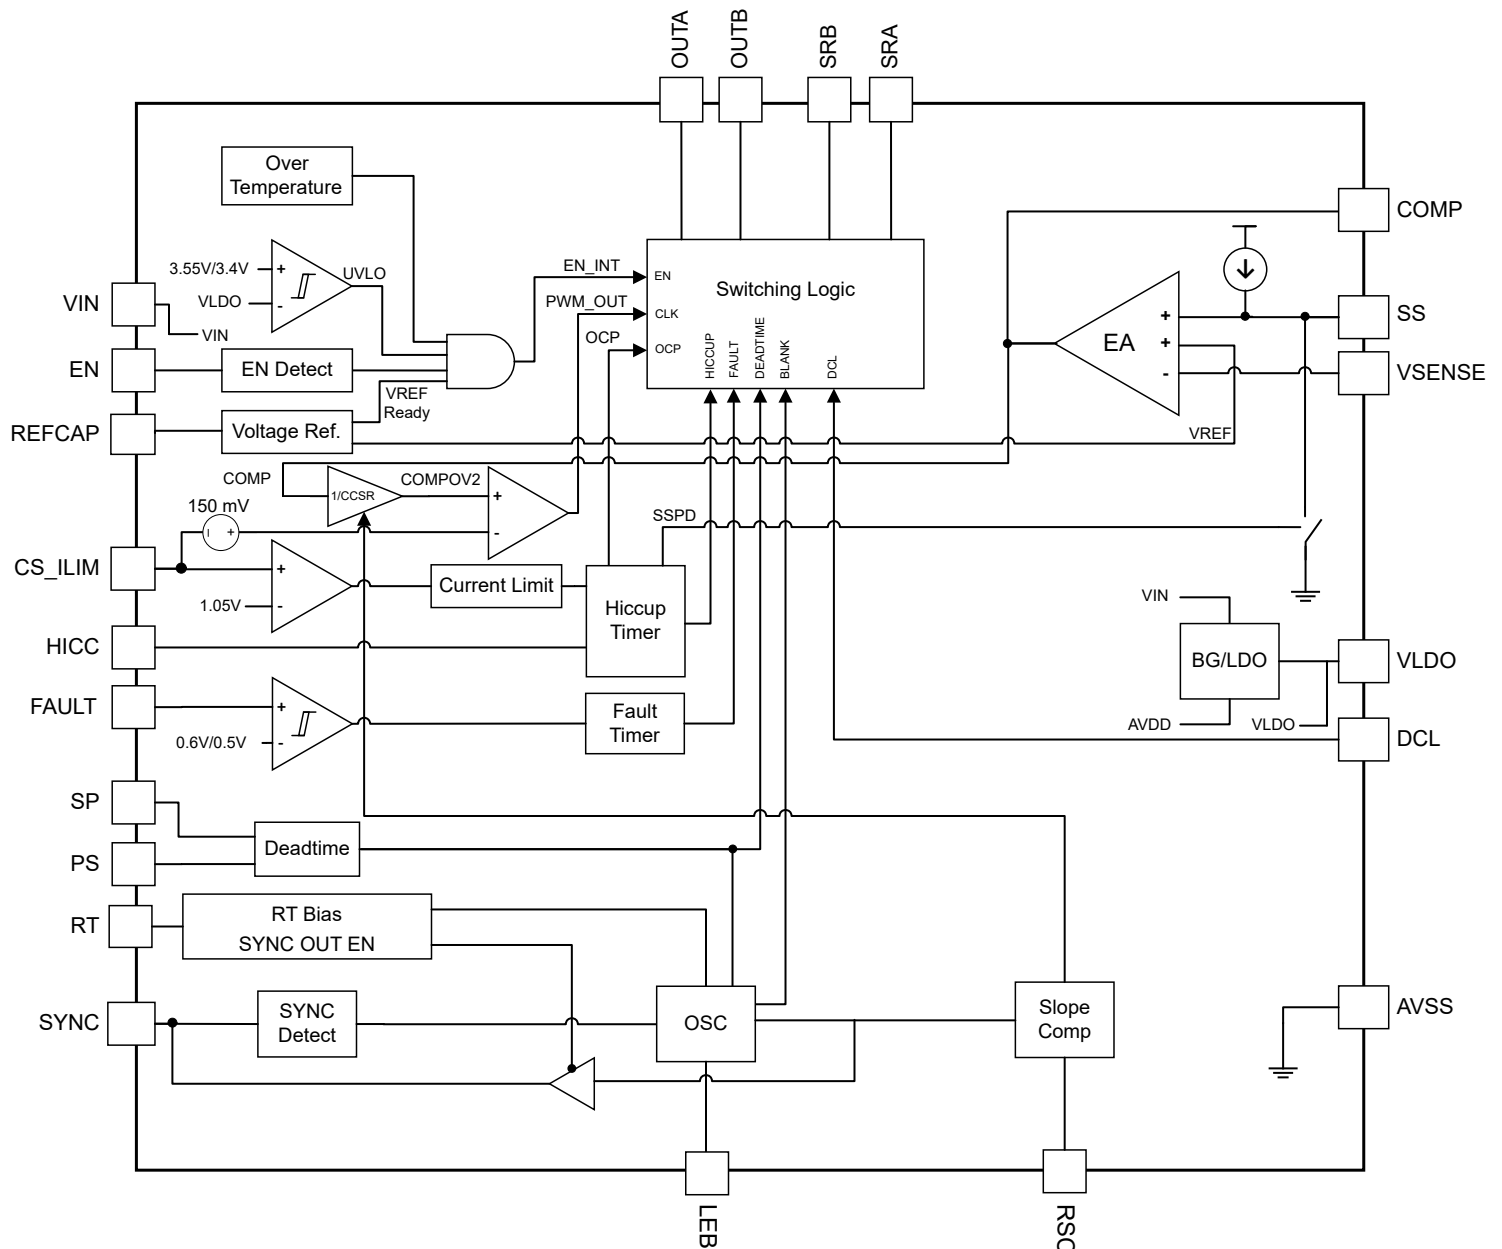 OUTA
OUTB
SRB
SRA
Over
Temperature
COMP
3.55V/3.4V
+
UVLO
VLDO
-
VIN
VIN
EN_INT
EN
Switching Logic
PWM_OUT
CLK
OCP
OCP
HICCUP
FAULT
DEADTIME
BLANK
DCL
+
+
-
EA
SS
VSENSE
EN
EN Detect
VREF
Ready
REFCAP
Voltage Ref.
VREF
COMP
1/CCSR
COMPOV2
+
-
150 mV
+
SSPD
CS_ILIM
+
1.05V
-
Current Limit
Hiccup
Timer
VIN
HICC
BG/LDO
VLDO
FAULT
+
0.6V/0.5V
-
Fault
Timer
AVDD
VLDO
DCL
SP
PS
Deadtime
RT
RT Bias
SYNC OUT EN
SYNC
SYNC
Detect
OSC
Slope
Comp
AVSS
LEB
RSC